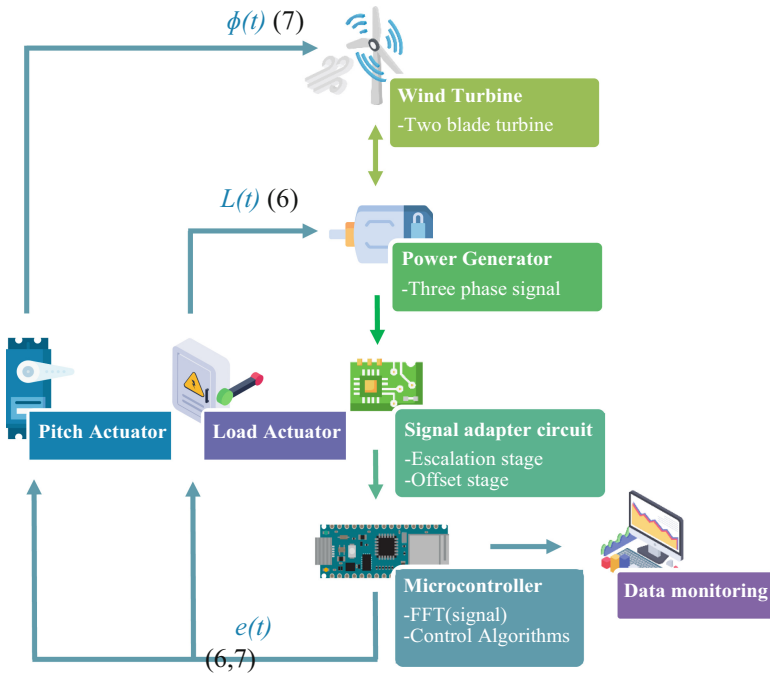 ϕ(t) (7)
Wind Turbine
-Two blade turbine
L(t) (6)
Power Generator
-Three phase signal
Pitch Actuator
Load Actuator
Signal adapter circuit
-Escalation stage
-Offset stage
Microcontroller
-FFT(signal)
-Control Algorithms
Data monitoring
e(t)
(6,7)